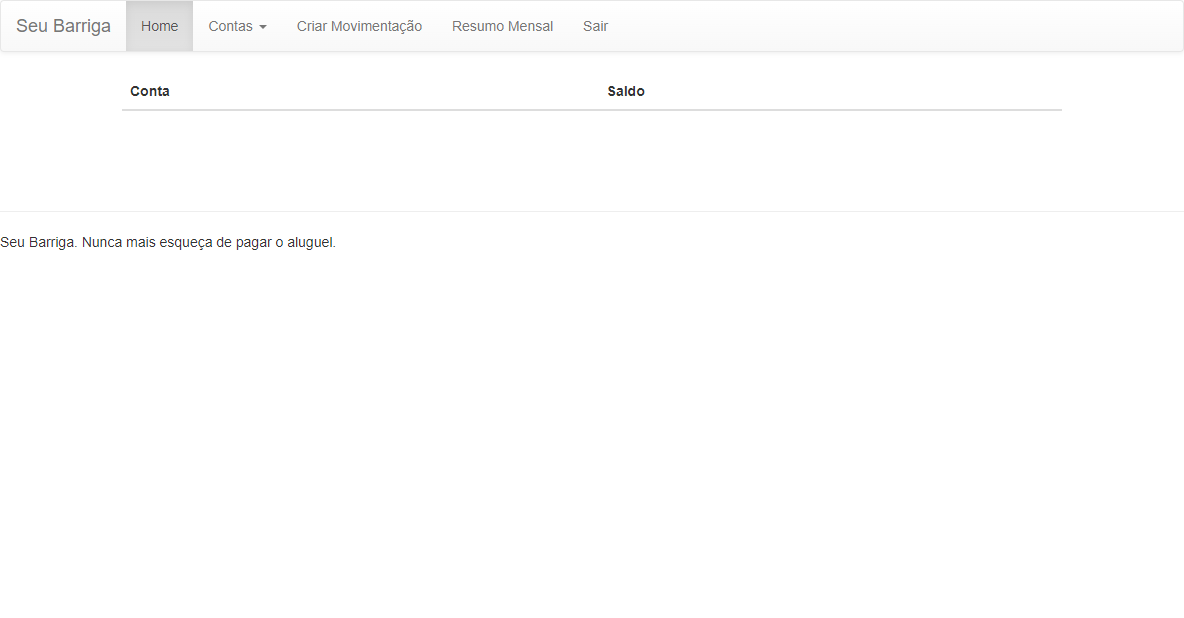 Seu Barriga Home Contas Criar Movimentação Resumo Mensal Sair
Conta Saldo
Seu Barriga. Nunca mais esqueça de pagar o aluguel.